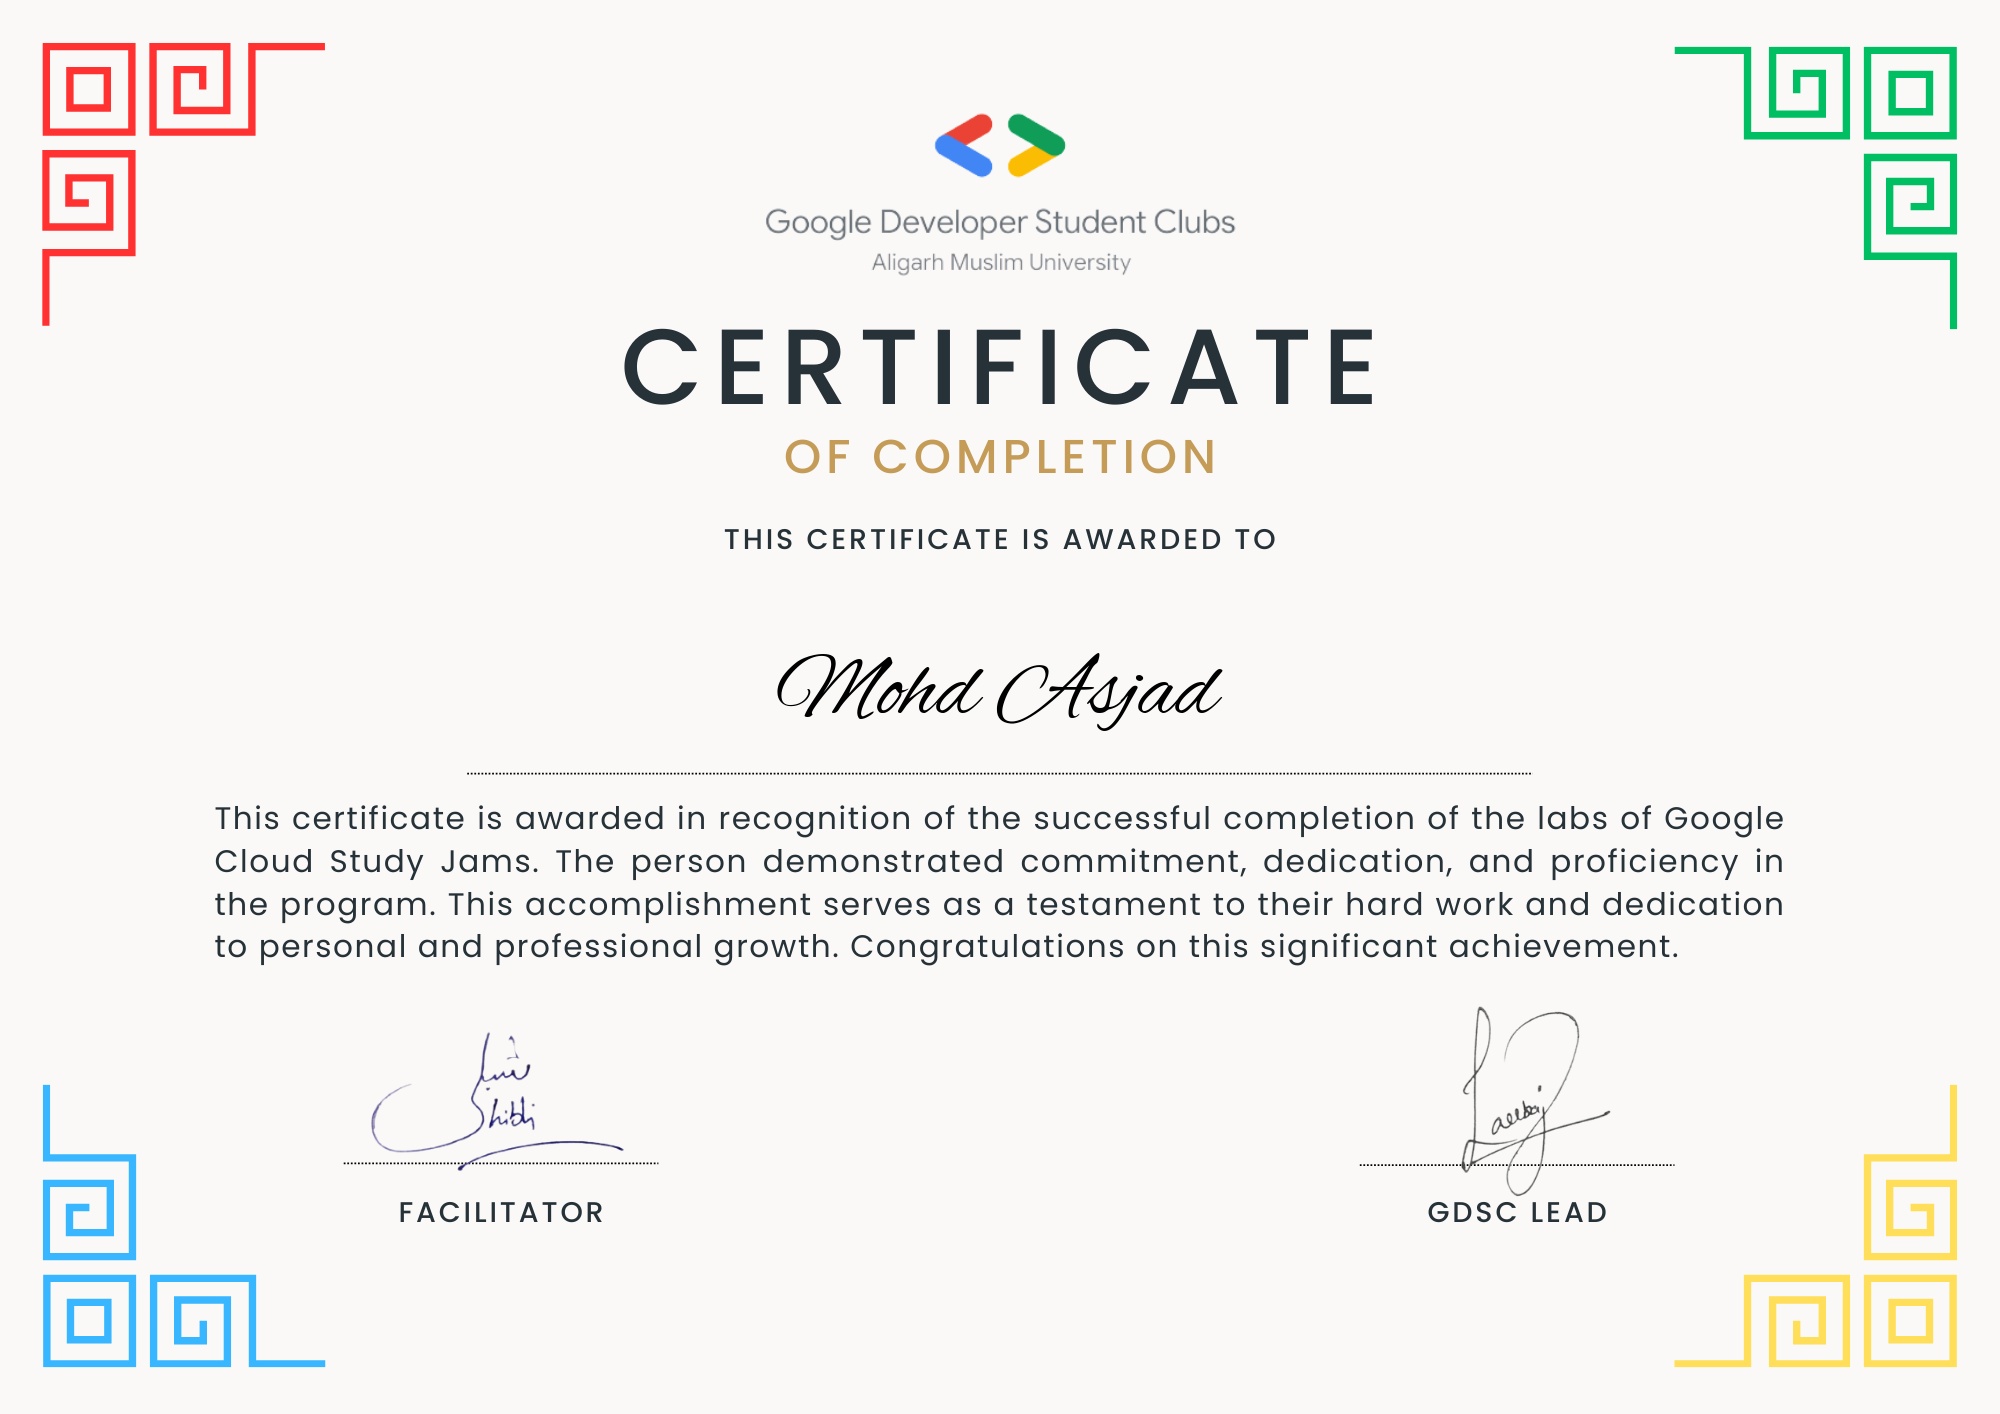 Google Developer Student Clubs
Aligarh Muslim University
CERTIFICATE
OF COMPLETION
THIS CERTIFICATE IS AWARDED TO
Mohd Asjad
This certificate is awarded in recognition of the successful completion of the labs of Google
Cloud Study Jams. The person demonstrated commitment, dedication, and proficiency in
the program. This accomplishment serves as a testament to their hard work and dedication
to personal and professional growth. Congratulations on this significant achievement.
FACILITATOR
GDSC LEAD